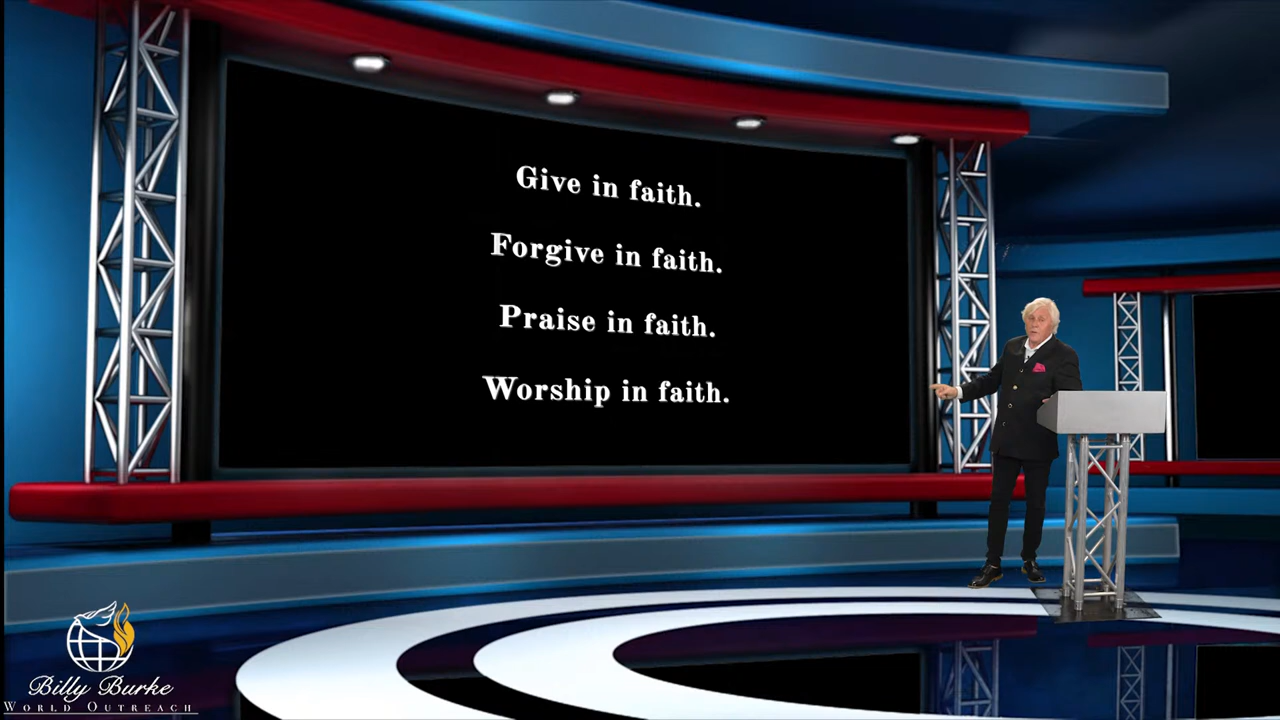 Give in faith.
Forgive in faith.
Praise in faith.
Worship in faith.
Billy Burke
World Outreach